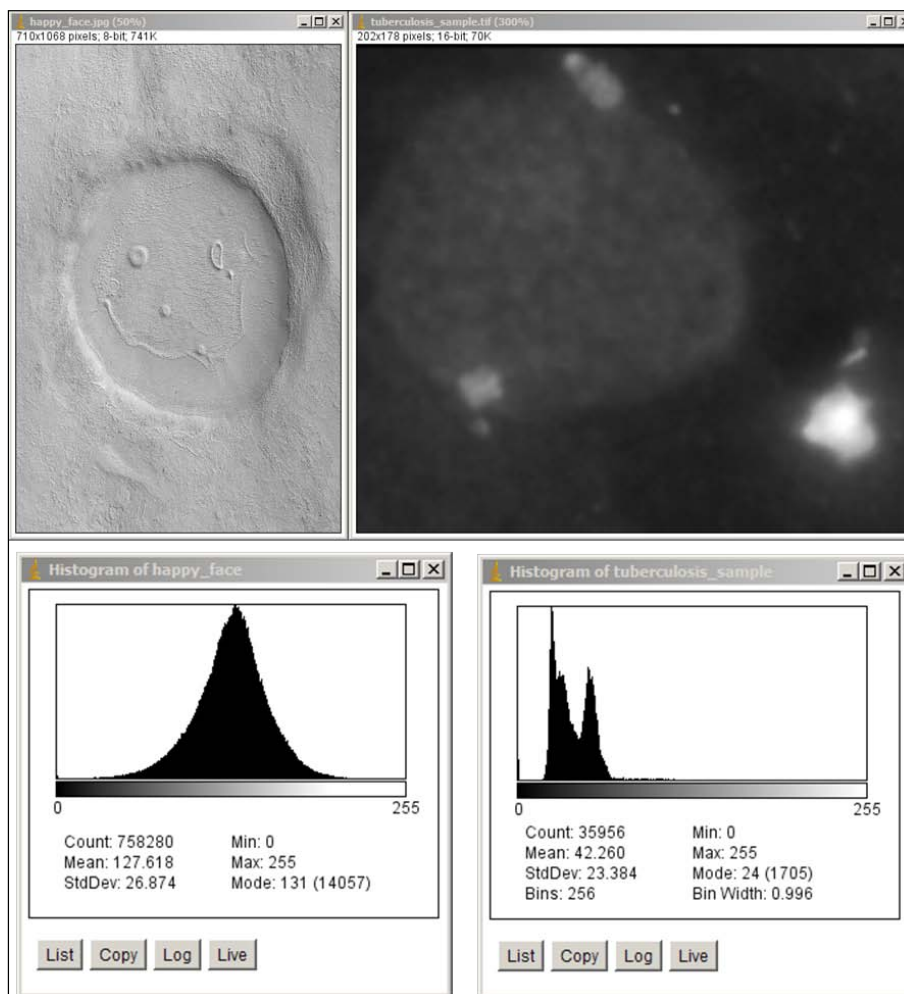 happy_face.jpg (50%)
710x1068 pixels; 8-bit; 741K
tuberculosis_sample.tif (300%)
202x178 pixels; 16-bit; 70K
Histogram of happy_face
0 255
Count: 758280 Min: 0
Mean: 127.618 Max: 255
StdDev: 26.874 Mode: 131 (14057)
List Copy Log Live
Histogram of tuberculosis_sample
0 255
Count: 35956 Min: 0
Mean: 42.260 Max: 255
StdDev: 23.384 Mode: 24 (1705)
Bins: 256 Bin Width: 0.996
List Copy Log Live